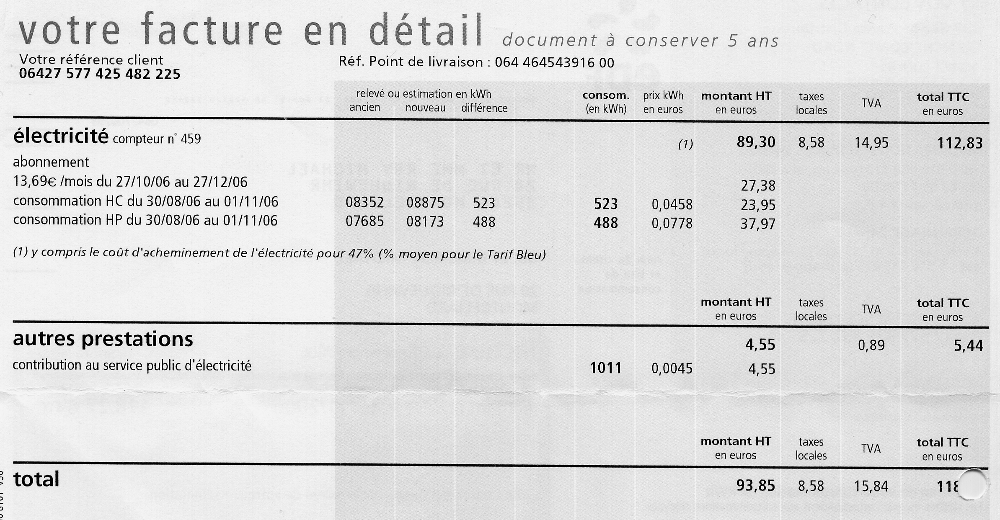 votre facture en détail document à conserver 5 ans
Votre référence client
06427 577 425 482 225
Réf. Point de livraison : 064 464543916 00
relevé ou estimation en kWh
ancien nouveau différence
consom. (en kWh)
prix kWh en euros
montant HT en euros
taxes locales
TVA
total TTC en euros
électricité compteur n° 459 (1) 89,30 8,58 14,95 112,83
abonnement
13,69€ /mois du 27/10/06 au 27/12/06 27,38
consommation HC du 30/08/06 au 01/11/06 08352 08875 523 523 0,0458 23,95
consommation HP du 30/08/06 au 01/11/06 07685 08173 488 488 0,0778 37,97
(1) y compris le coût d'acheminement de l'électricité pour 47% (% moyen pour le Tarif Bleu)
montant HT en euros
taxes locales
TVA
total TTC en euros
autres prestations 4,55 0,89 5,44
contribution au service public d'électricité 1011 0,0045 4,55
montant HT en euros
taxes locales
TVA
total TTC en euros
total 93,85 8,58 15,84